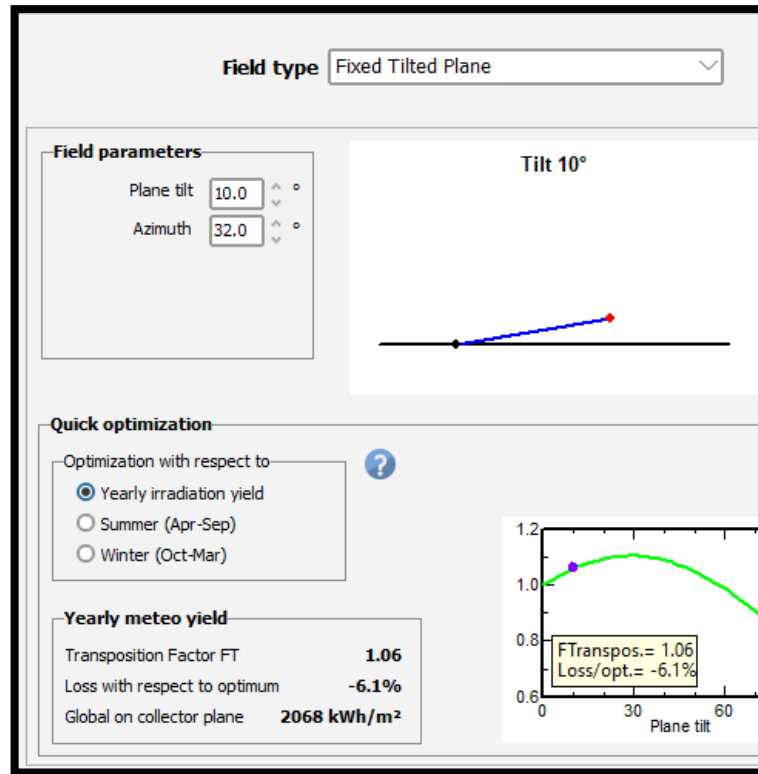 Field type Fixed Tilted Plane
Field parameters
Plane tilt 10.0 °
Azimuth 32.0 °
Tilt 10°
Quick optimization
Optimization with respect to
?
Yearly irradiation yield
Summer (Apr-Sep)
Winter (Oct-Mar)
Yearly meteo yield
Transposition Factor FT 1.06
Loss with respect to optimum -6.1%
Global on collector plane 2068 kWh/m²
1.2
1.0
0.8
0.6
FTranspos.= 1.06
Loss/opt.= -6.1%
0 30 60
Plane tilt